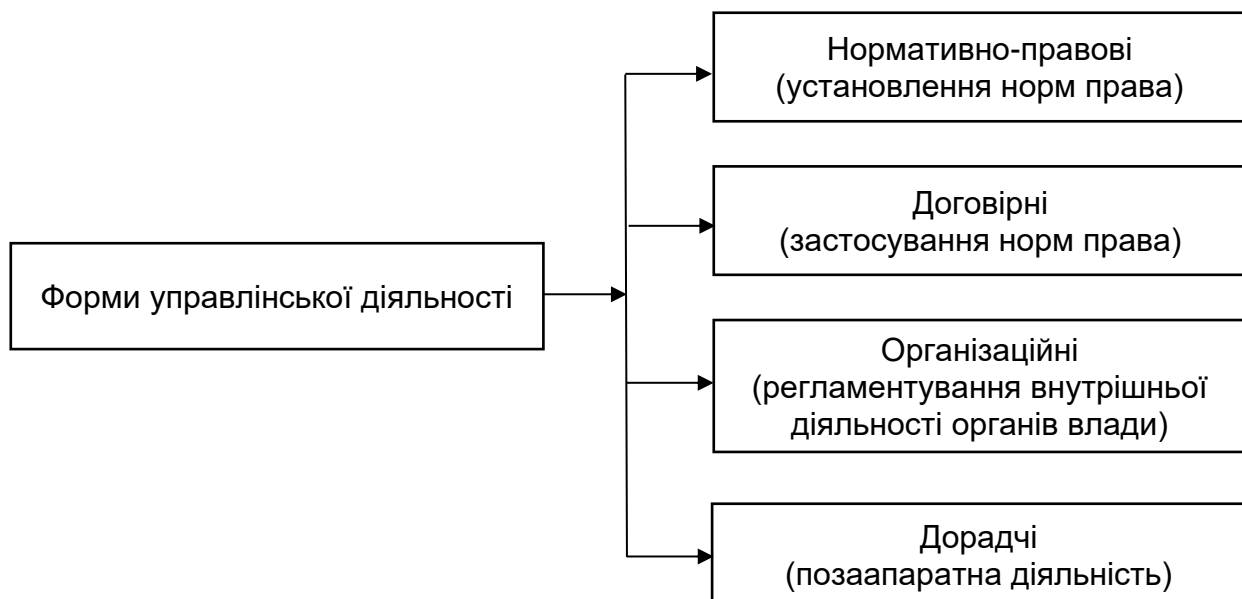 Форми управлінської діяльності
Нормативно-правові
(установлення норм права)
Договірні
(застосування норм права)
Організаційні
(регламентування внутрішньої
діяльності органів влади)
Дорадчі
(позаапаратна діяльність)